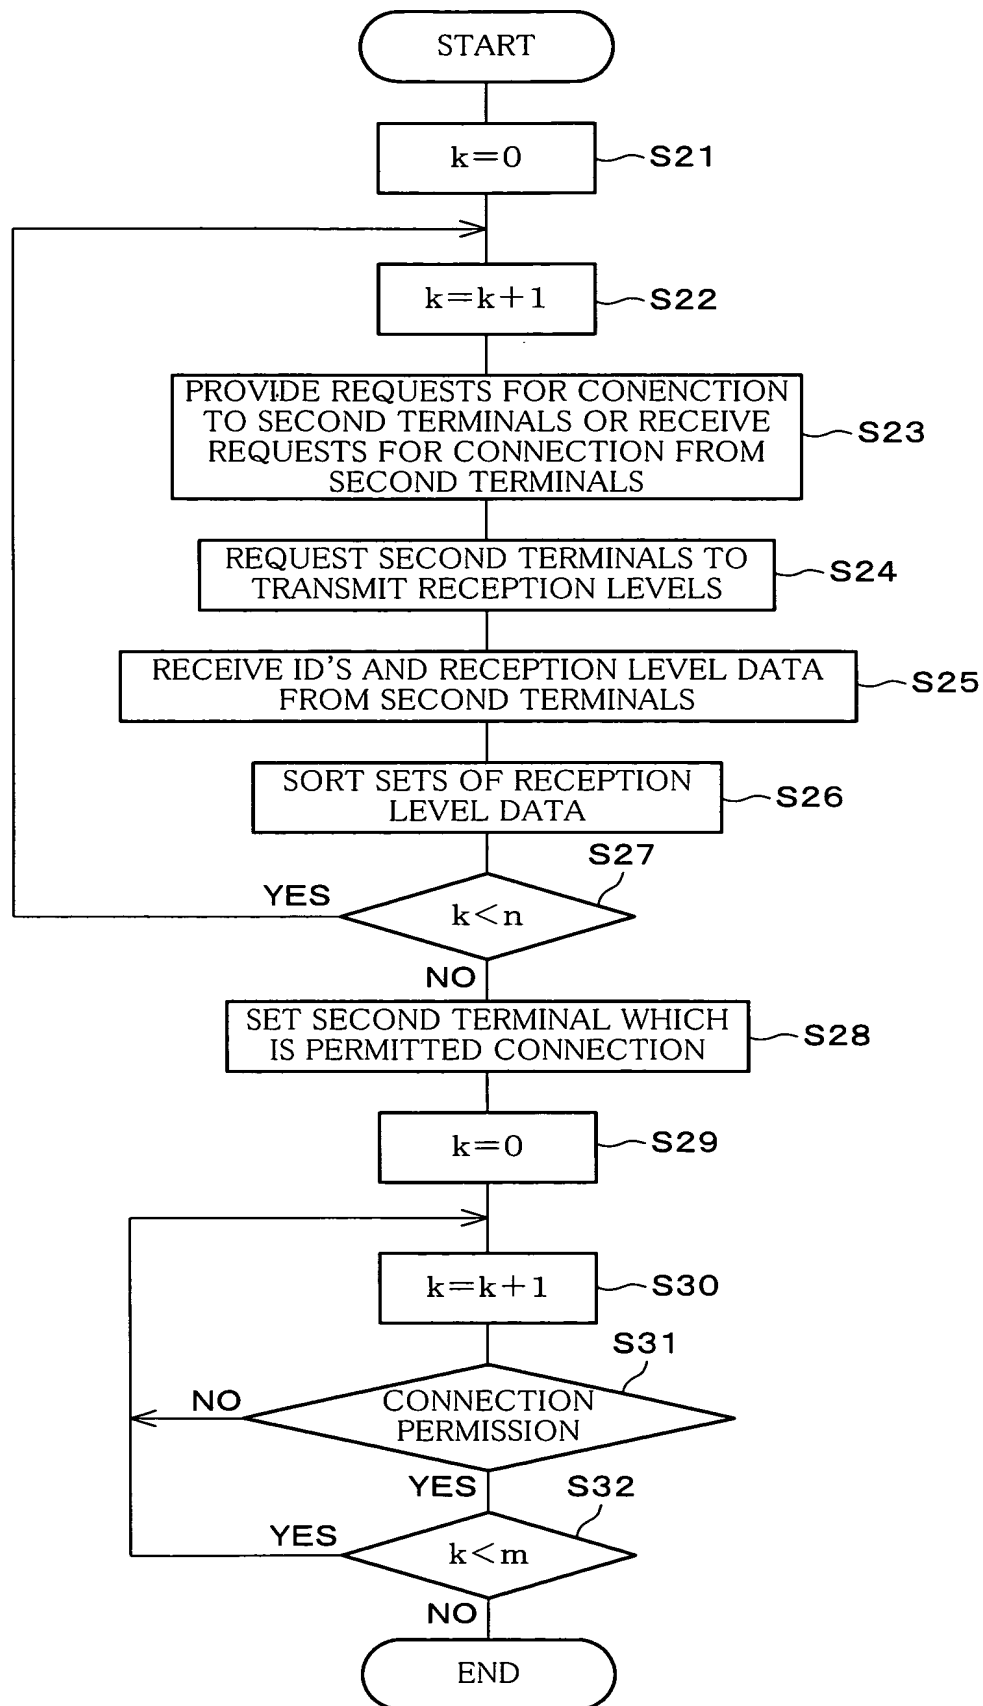 START
k=0
S21
k=k+1
S22
PROVIDE REQUESTS FOR CONENCTION
TO SECOND TERMINALS OR RECEIVE
REQUESTS FOR CONNECTION FROM
SECOND TERMINALS
S23
REQUEST SECOND TERMINALS TO
TRANSMIT RECEPTION LEVELS
S24
RECEIVE ID'S AND RECEPTION LEVEL DATA
FROM SECOND TERMINALS
S25
SORT SETS OF RECEPTION
LEVEL DATA
S26
S27
YES
k<n
NO
SET SECOND TERMINAL WHICH
IS PERMITTED CONNECTION
S28
k=0
S29
k=k+1
S30
S31
NO
CONNECTION
PERMISSION
YES
S32
YES
k<m
NO
END